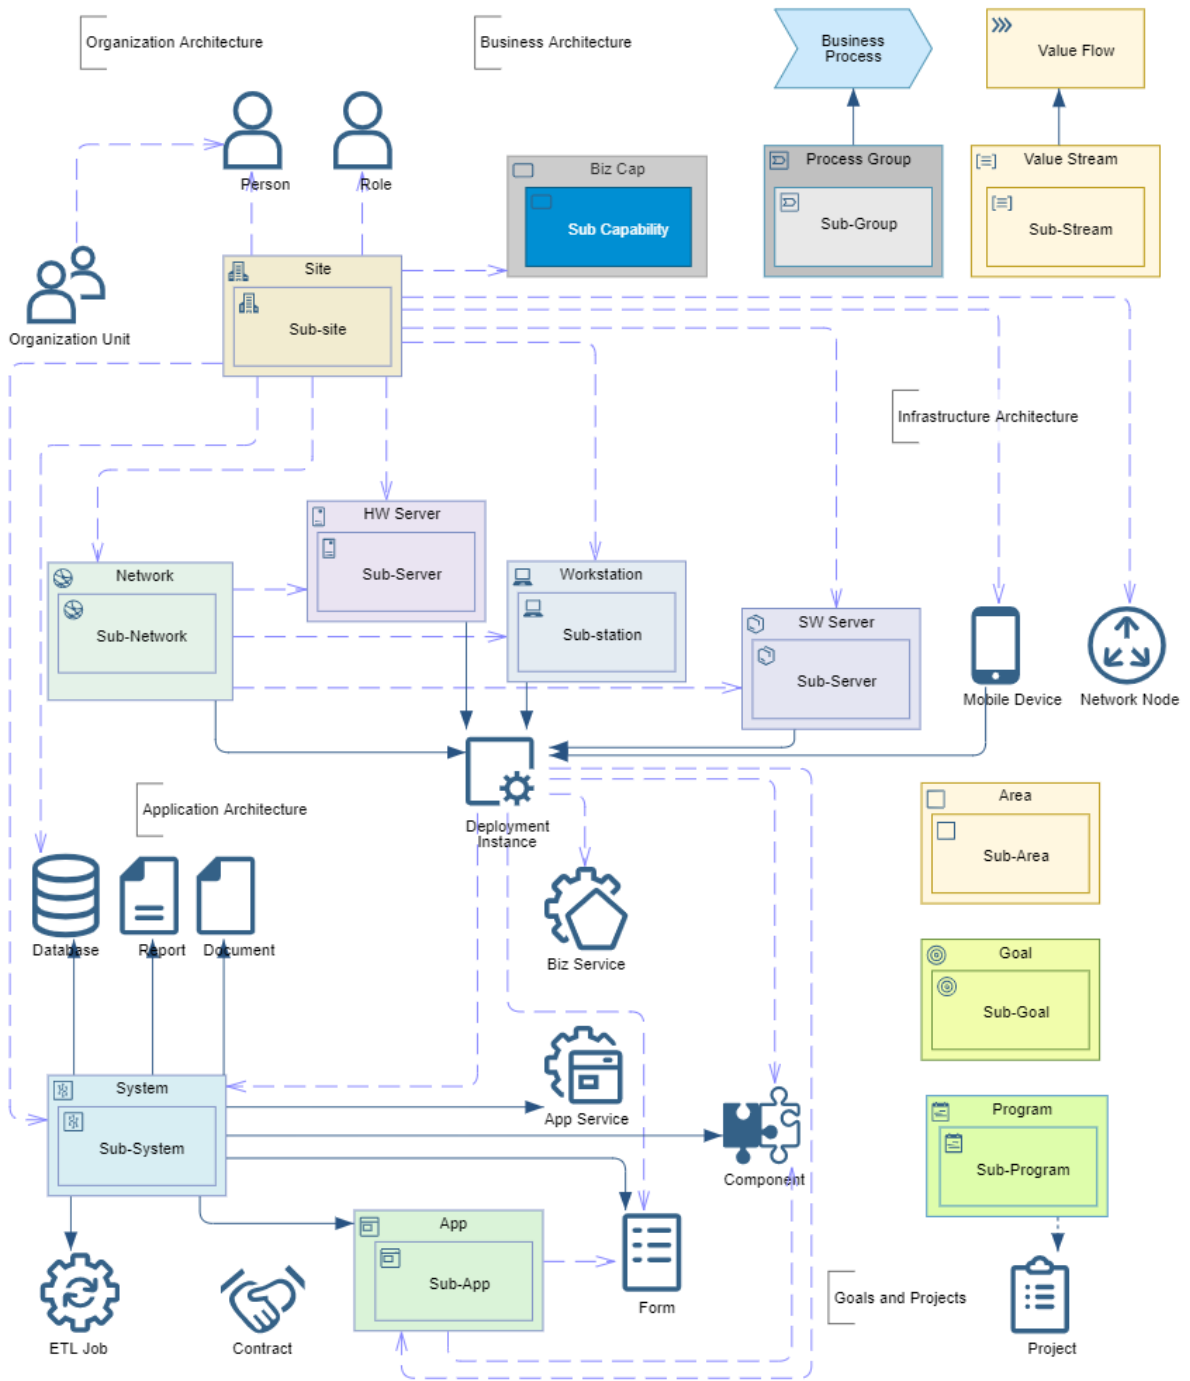 Organization Architecture
Business Architecture
Business
Process
Value Flow
Person
Role
Biz Cap
Sub Capability
Process Group
Sub-Group
Value Stream
Sub-Stream
Organization Unit
Site
Sub-site
Infrastructure Architecture
HW Server
Sub-Server
Network
Sub-Network
Workstation
Sub-station
SW Server
Sub-Server
Mobile Device
Network Node
Application Architecture
Deployment
Instance
Area
Sub-Area
Database
Report
Document
Biz Service
Goal
Sub-Goal
System
Sub-System
App Service
Component
Program
Sub-Program
App
Sub-App
Form
Goals and Projects
ETL Job
Contract
Project